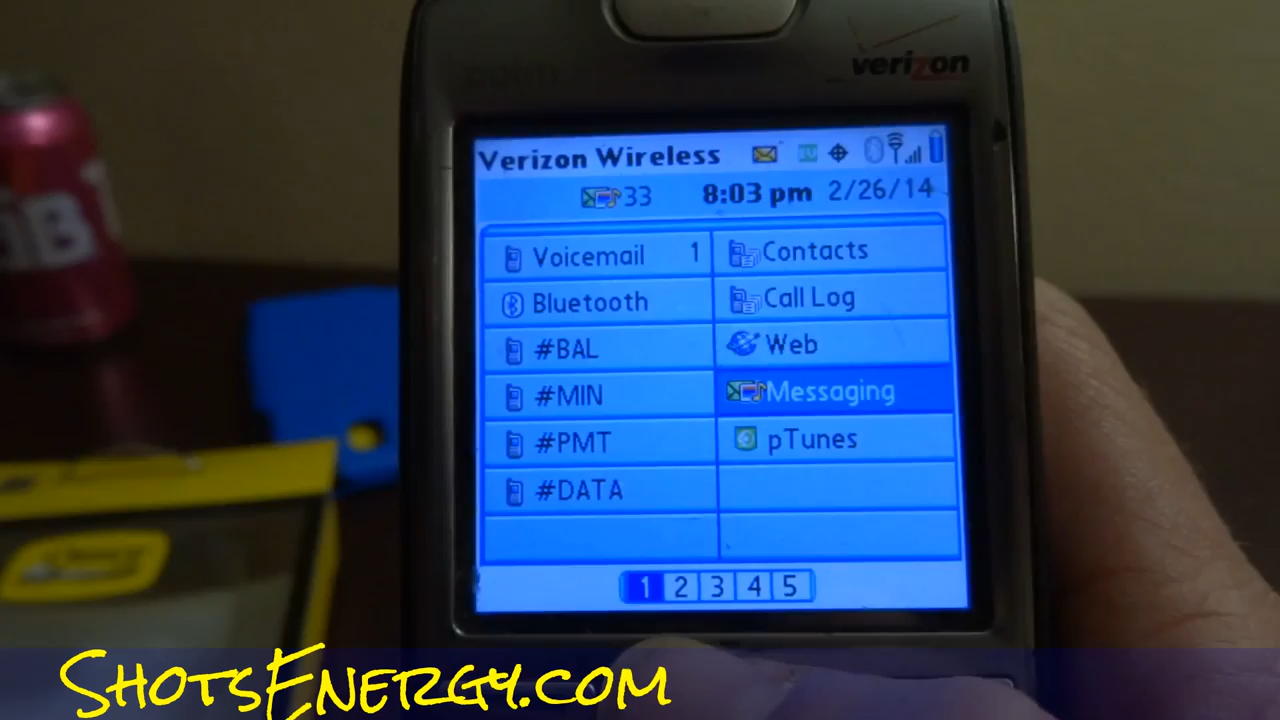 palm
verizon
Verizon Wireless
33 8:03 pm 2/26/14
Voicemail 1
Contacts
Bluetooth
Call Log
#BAL
Web
#MIN
Messaging
#PMT
pTunes
#DATA
1 2 3 4 5
ShotsEnergy.com